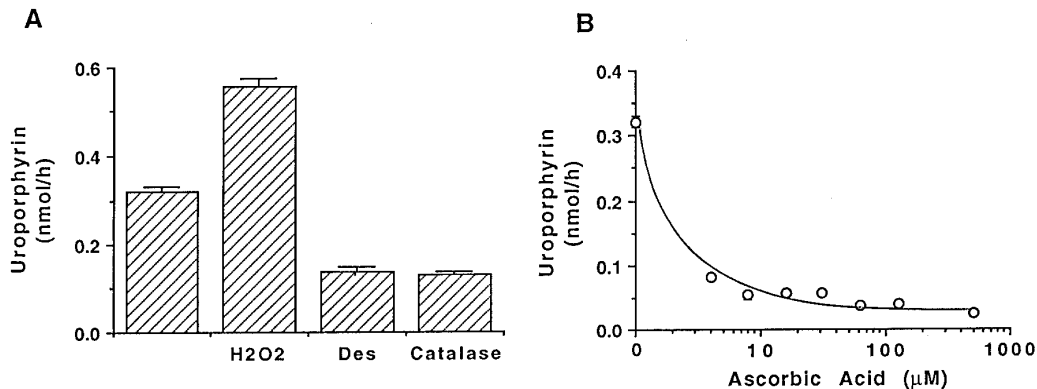 A
Uroporphyrin
(nmol/h)
0.6
0.4
0.2
0.0
H2O2 Des Catalase
B
Uroporphyrin
(nmol/h)
0.4
0.3
0.2
0.1
0.0
0 10 100 1000
Ascorbic Acid (μM)